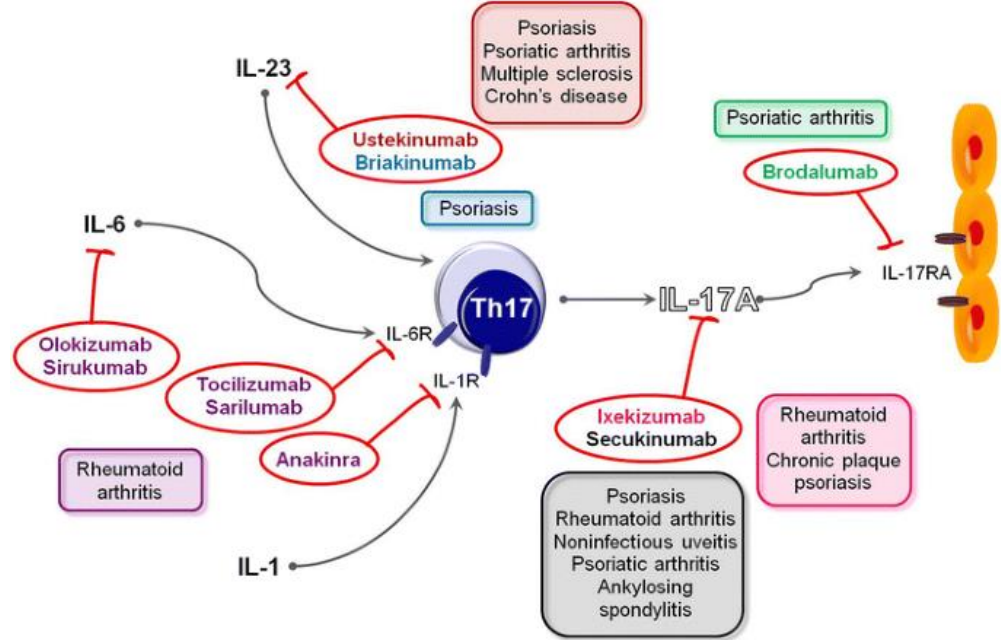 Psoriasis
Psoriatic arthritis
Multiple sclerosis
Crohn's disease
IL-23
Ustekinumab
Briakinumab
Psoriatic arthritis
Brodalumab
Psoriasis
IL-6
IL-17RA
Th17
IL-17A
IL-6R
Olokizumab
Sirukumab
IL-1R
Tocilizumab
Sarilumab
Anakinra
Ixekizumab
Secukinumab
Rheumatoid
arthritis
Chronic plaque
psoriasis
Rheumatoid
arthritis
Psoriasis
Rheumatoid arthritis
Noninfectious uveitis
Psoriatic arthritis
Ankylosing
spondylitis
IL-1